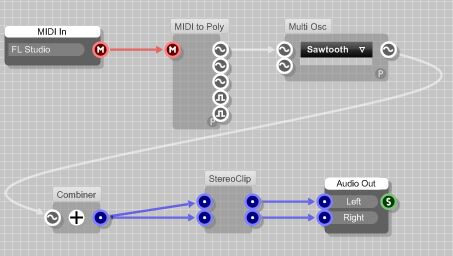 MIDI In
FL Studio
M
M
MIDI to Poly
P
Multi Osc
Sawtooth
P
Combiner
StereoClip
Audio Out
Left
Right
S